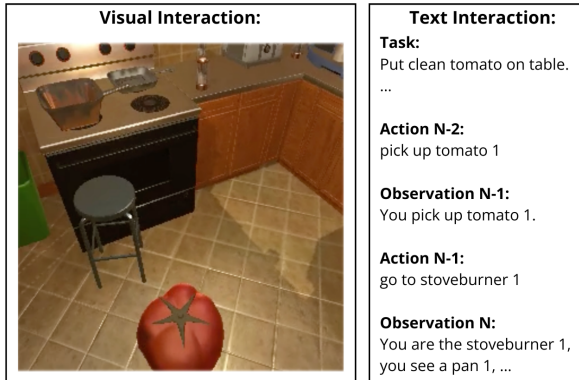 Visual Interaction:
Text Interaction:
Task:
Put clean tomato on table.
...
Action N-2:
pick up tomato 1
Observation N-1:
You pick up tomato 1.
Action N-1:
go to stoveburner 1
Observation N:
You are the stoveburner 1,
you see a pan 1, ...